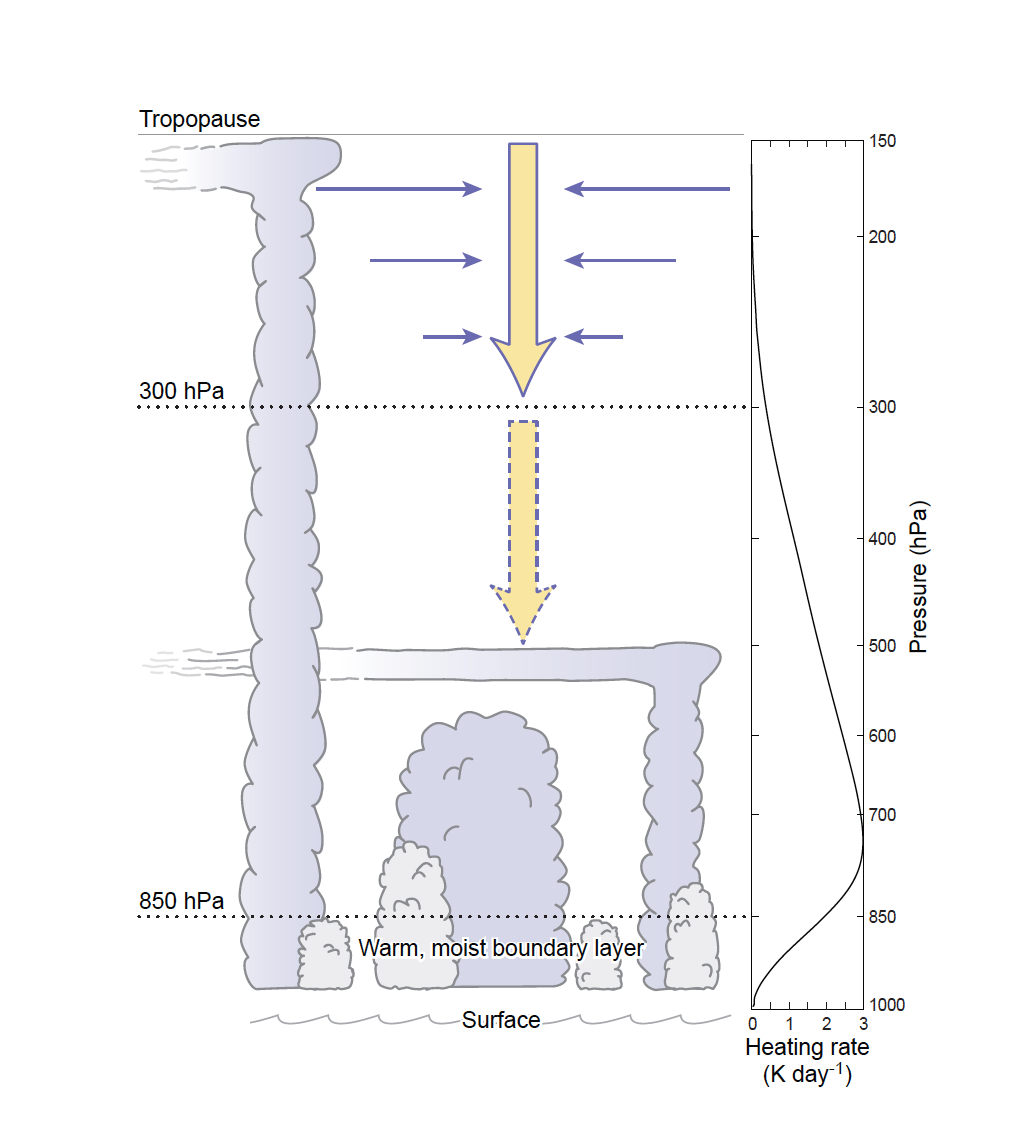 Tropopause
300 hPa
850 hPa
Warm, moist boundary layer
Surface
150
200
300
400
500
600
700
850
1000
Pressure (hPa)
0 1 2 3
Heating rate
(K day-1)